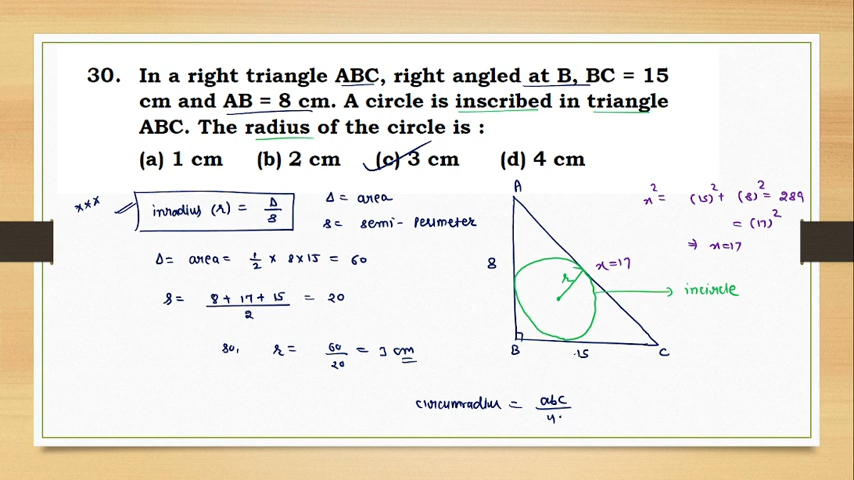 30. In a right triangle ABC, right angled at B, BC = 15
cm and AB = 8 cm. A circle is inscribed in triangle
ABC. The radius of the circle is :
(a) 1 cm (b) 2 cm (c) 3 cm (d) 4 cm
*** inradius (r) = Δ/s
Δ = area
s = semi-perimeter
Δ = area = 1/2 × 8 × 15 = 60
s = (8 + 17 + 15)/2 = 20
so, r = 60/20 = 3 cm
A
8
r
x=17
incircle
B
15
C
x² = (15)² + (8)² = 289
= (17)²
⇒ x=17
circumradius = abc/4.